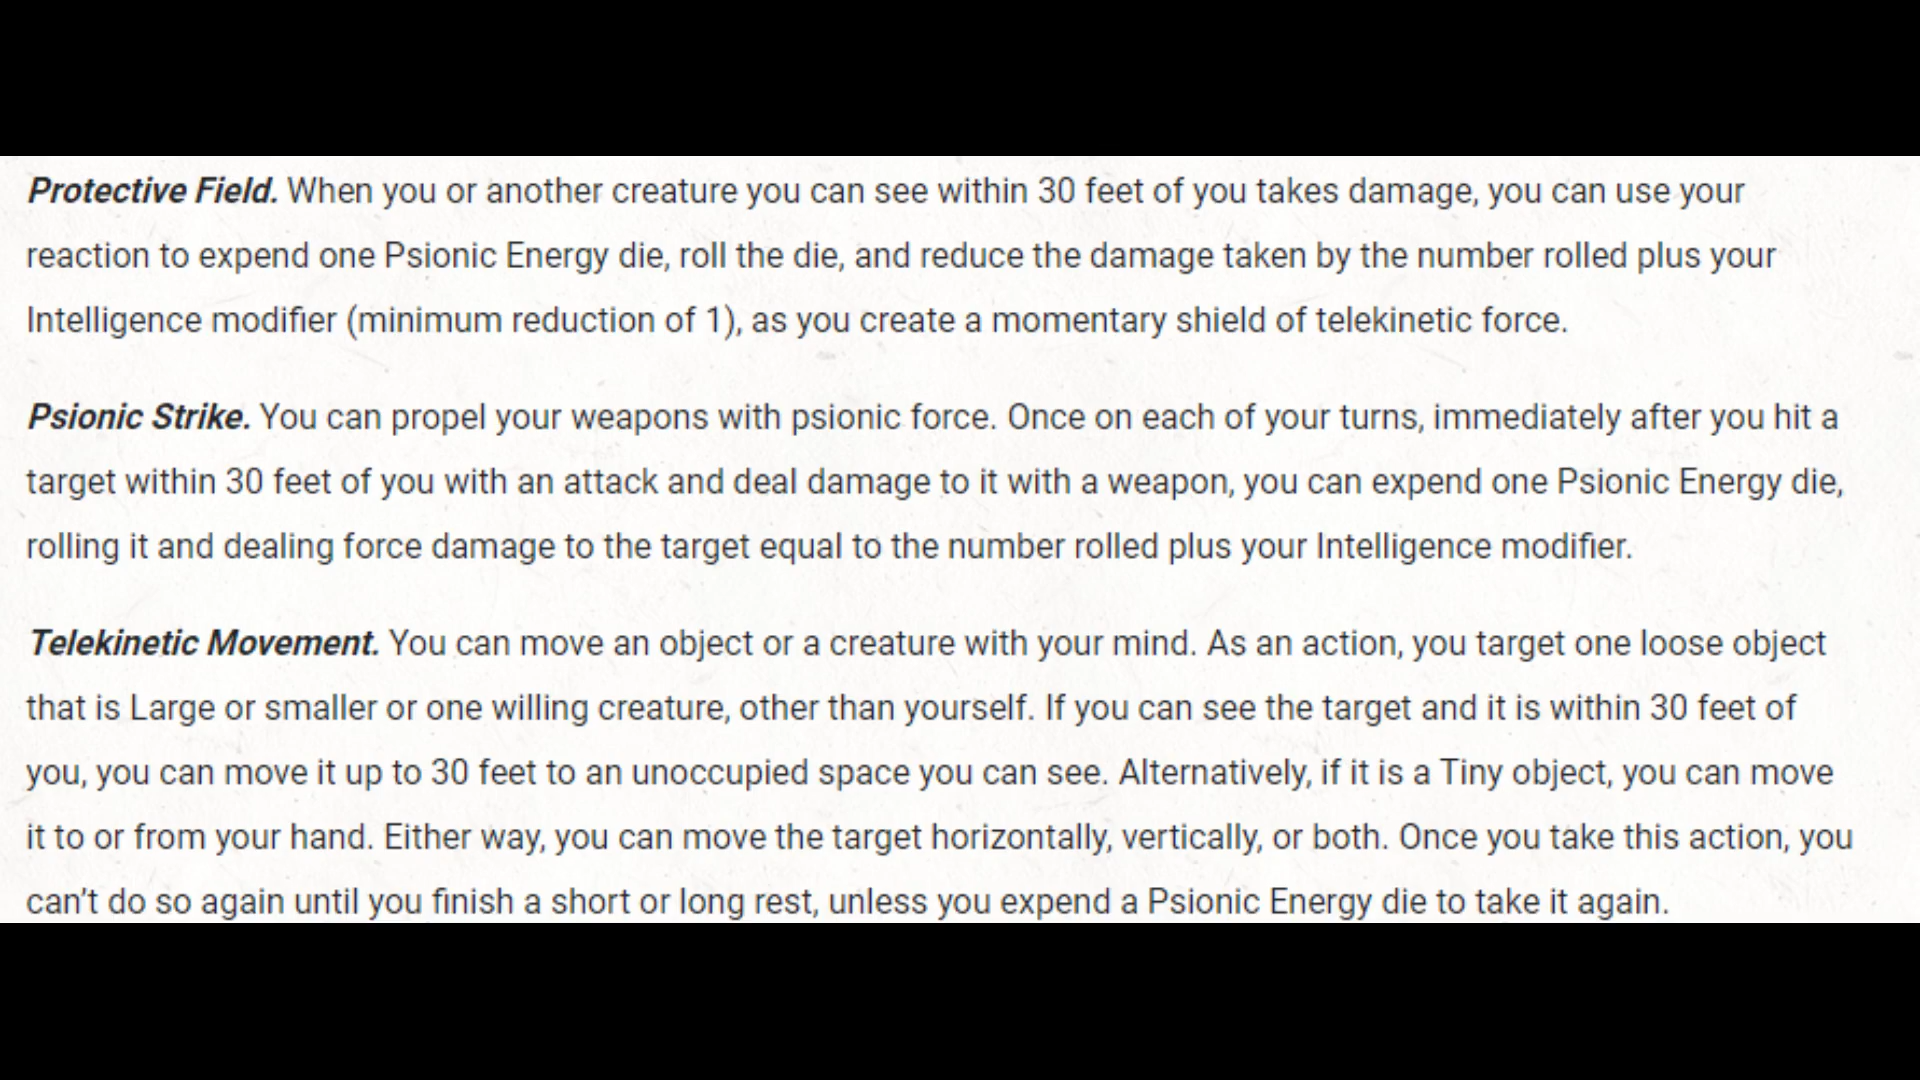 Protective Field. When you or another creature you can see within 30 feet of you takes damage, you can use your
reaction to expend one Psionic Energy die, roll the die, and reduce the damage taken by the number rolled plus your
Intelligence modifier (minimum reduction of 1), as you create a momentary shield of telekinetic force.
Psionic Strike. You can propel your weapons with psionic force. Once on each of your turns, immediately after you hit a
target within 30 feet of you with an attack and deal damage to it with a weapon, you can expend one Psionic Energy die,
rolling it and dealing force damage to the target equal to the number rolled plus your Intelligence modifier.
Telekinetic Movement. You can move an object or a creature with your mind. As an action, you target one loose object
that is Large or smaller or one willing creature, other than yourself. If you can see the target and it is within 30 feet of
you, you can move it up to 30 feet to an unoccupied space you can see. Alternatively, if it is a Tiny object, you can move
it to or from your hand. Either way, you can move the target horizontally, vertically, or both. Once you take this action, you
can’t do so again until you finish a short or long rest, unless you expend a Psionic Energy die to take it again.